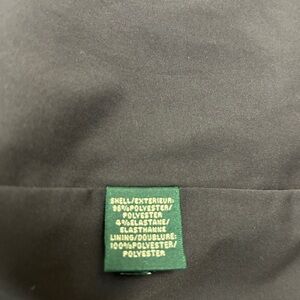 SHELL/EXTERIEUR:
96%POLYESTER/
POLYESTER
4%ELASTANE/
ELASTHANNE
LINING/DOUBLURE:
100%POLYESTER/
POLYESTER